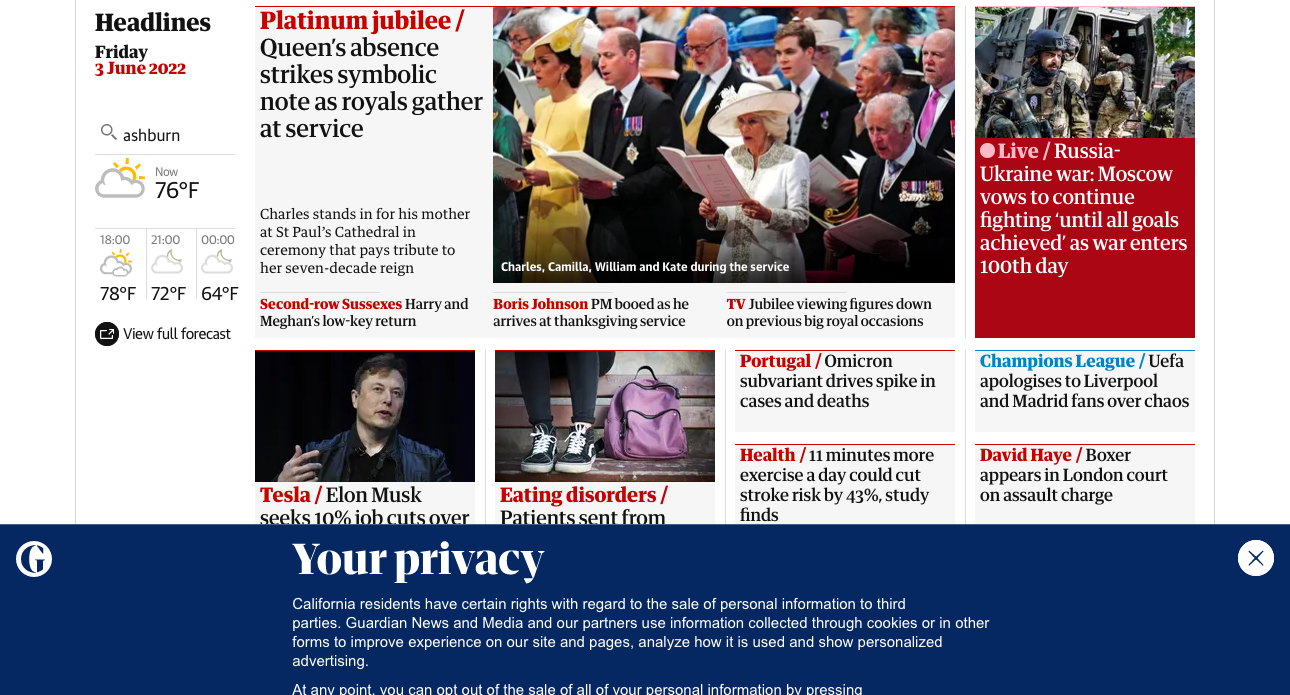 Headlines
Friday
3 June 2022
ashburn
Now
76°F
18:00
21:00
00:00
78°F
72°F
64°F
View full forecast
Platinum jubilee /
Queen's absence
strikes symbolic
note as royals gather
at service
Charles stands in for his mother
at St Paul's Cathedral in
ceremony that pays tribute to
her seven-decade reign
Charles, Camilla, William and Kate during the service
Second-row Sussexes Harry and
Meghan's low-key return
Boris Johnson PM booed as he
arrives at thanksgiving service
TV Jubilee viewing figures down
on previous big royal occasions
Live / Russia-
Ukraine war: Moscow
vows to continue
fighting ‘until all goals
achieved’ as war enters
100th day
Tesla / Elon Musk
seeks 10% job cuts over
Eating disorders /
Patients sent from
Portugal / Omicron
subvariant drives spike in
cases and deaths
Health / 11 minutes more
exercise a day could cut
stroke risk by 43%, study
finds
Champions League / Uefa
apologises to Liverpool
and Madrid fans over chaos
David Haye / Boxer
appears in London court
on assault charge
G
Your privacy
California residents have certain rights with regard to the sale of personal information to third
parties. Guardian News and Media and our partners use information collected through cookies or in other
forms to improve experience on our site and pages, analyze how it is used and show personalized
advertising.
At any point, you can opt out of the sale of all of your personal information by pressing